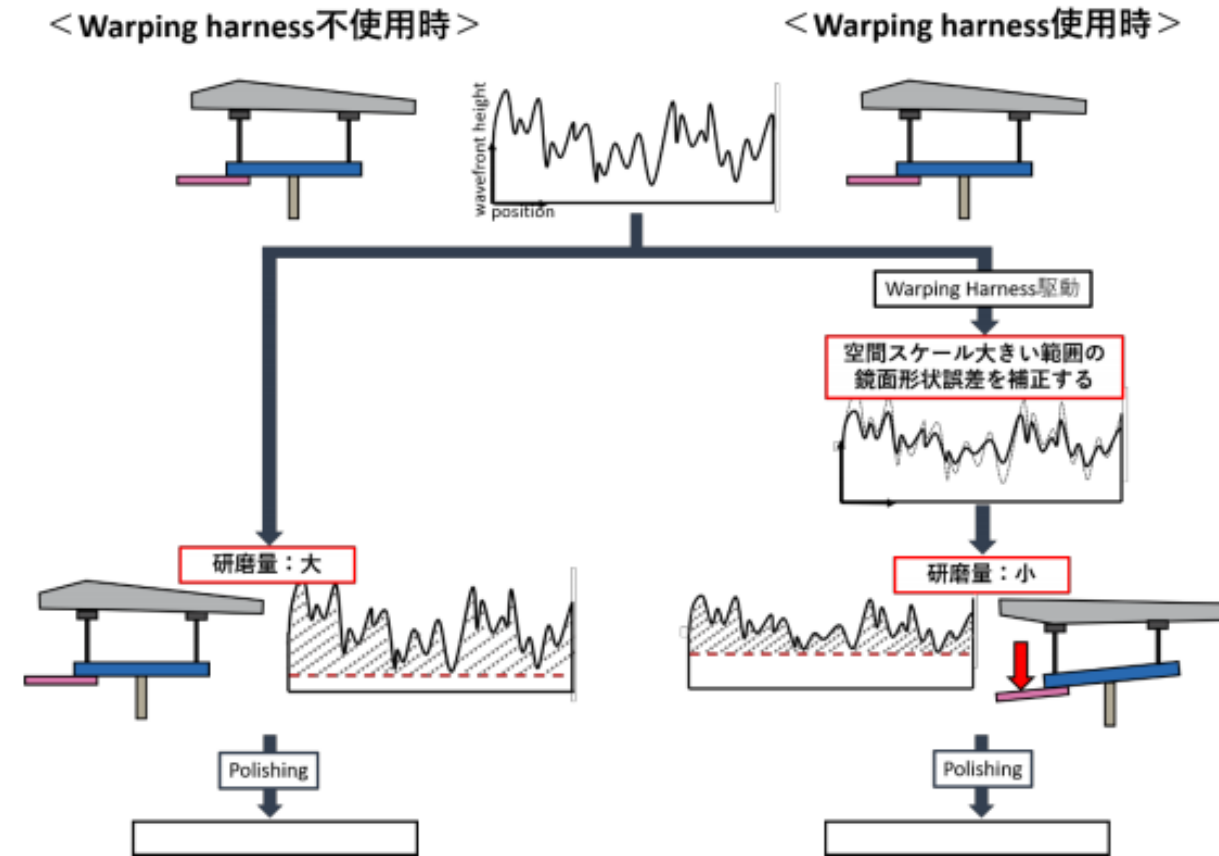 ＜Warping harness不使用時＞
＜Warping harness使用時＞
wavefront height
position
Warping Harness駆動
空間スケール大きい範囲の
鏡面形状誤差を補正する
研磨量：大
研磨量：小
Polishing
Polishing